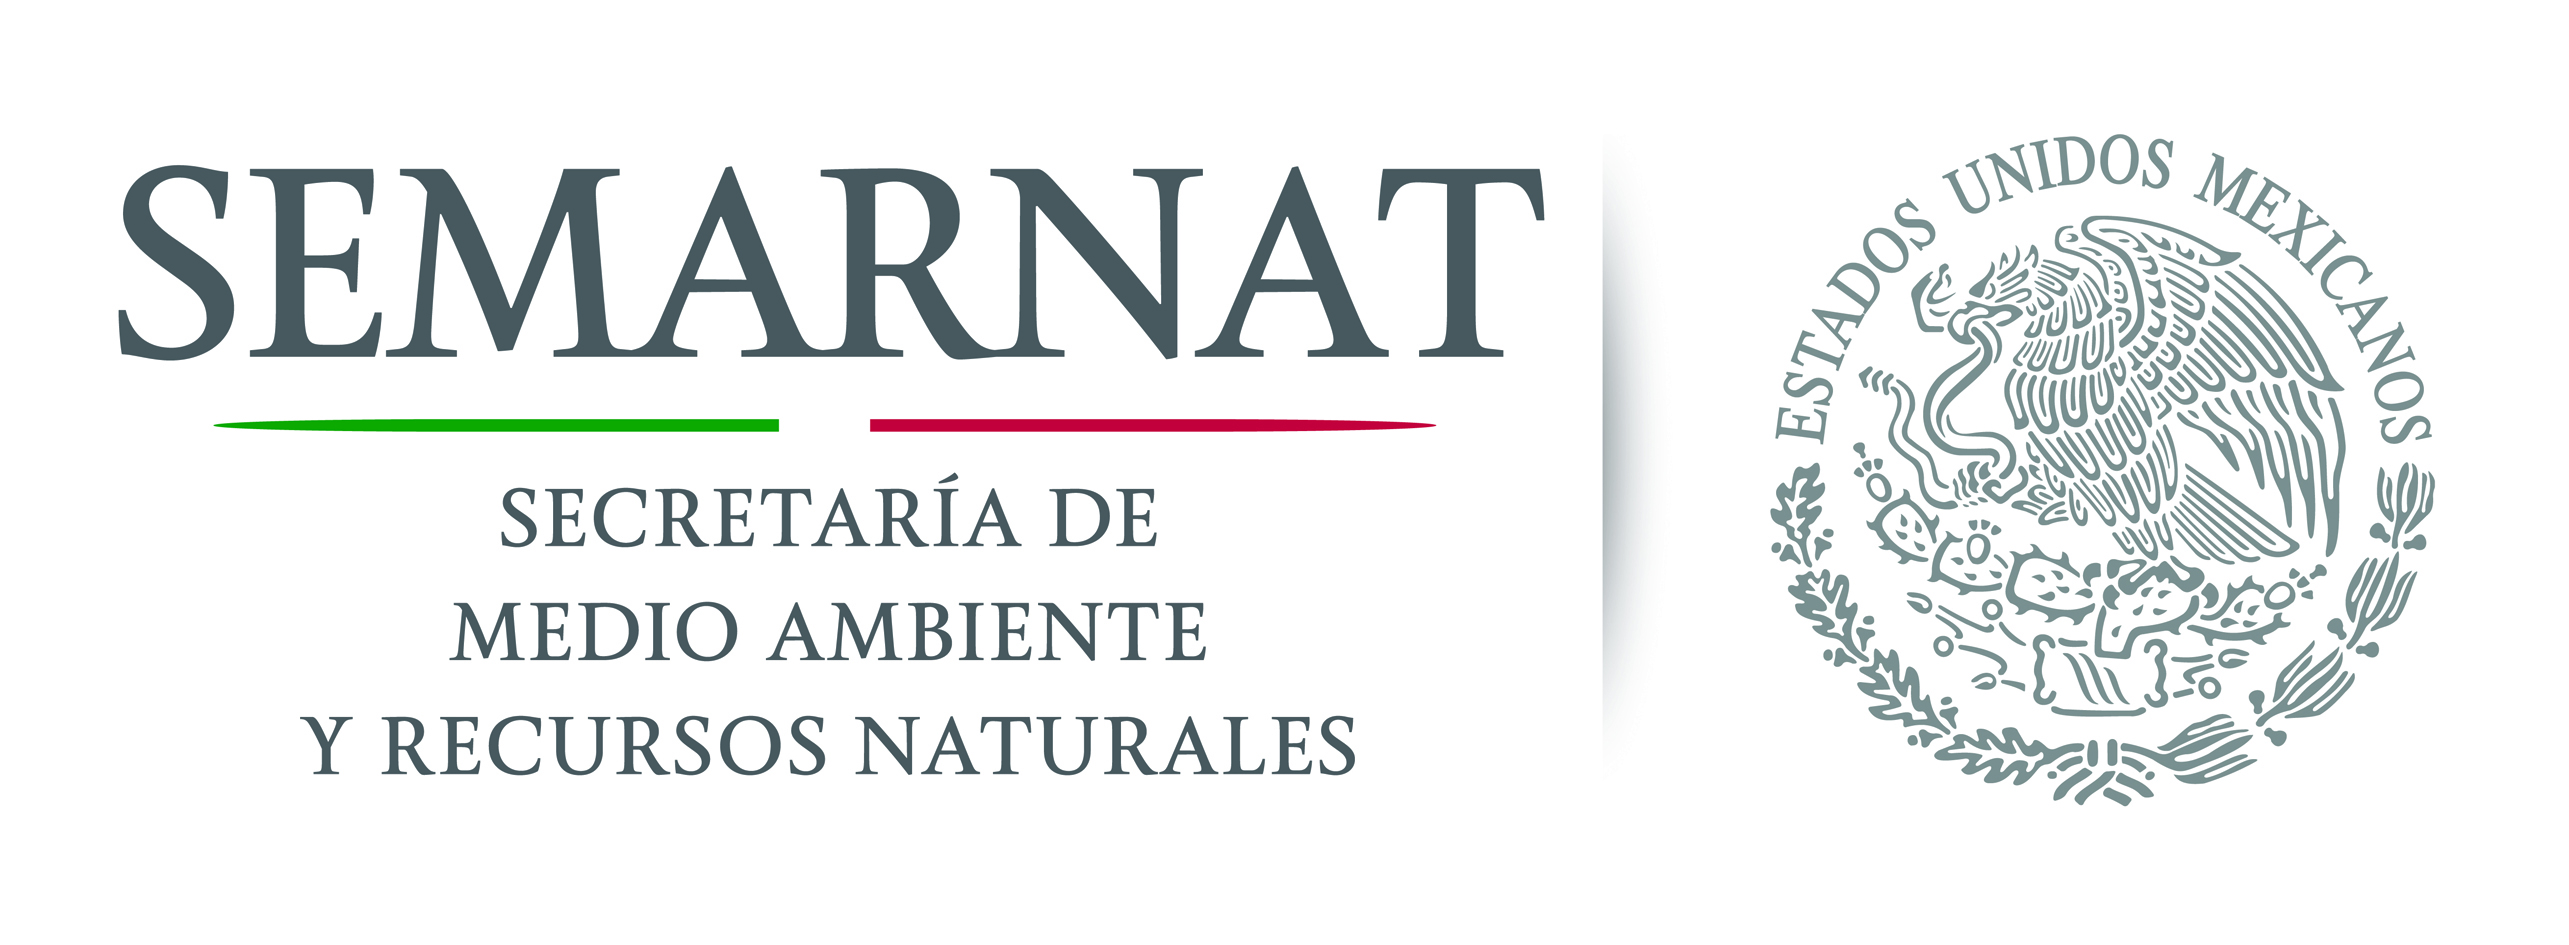 SEMARNAT
SECRETARÍA DE
MEDIO AMBIENTE
Y RECURSOS NATURALES
ESTADOS UNIDOS MEXICANOS